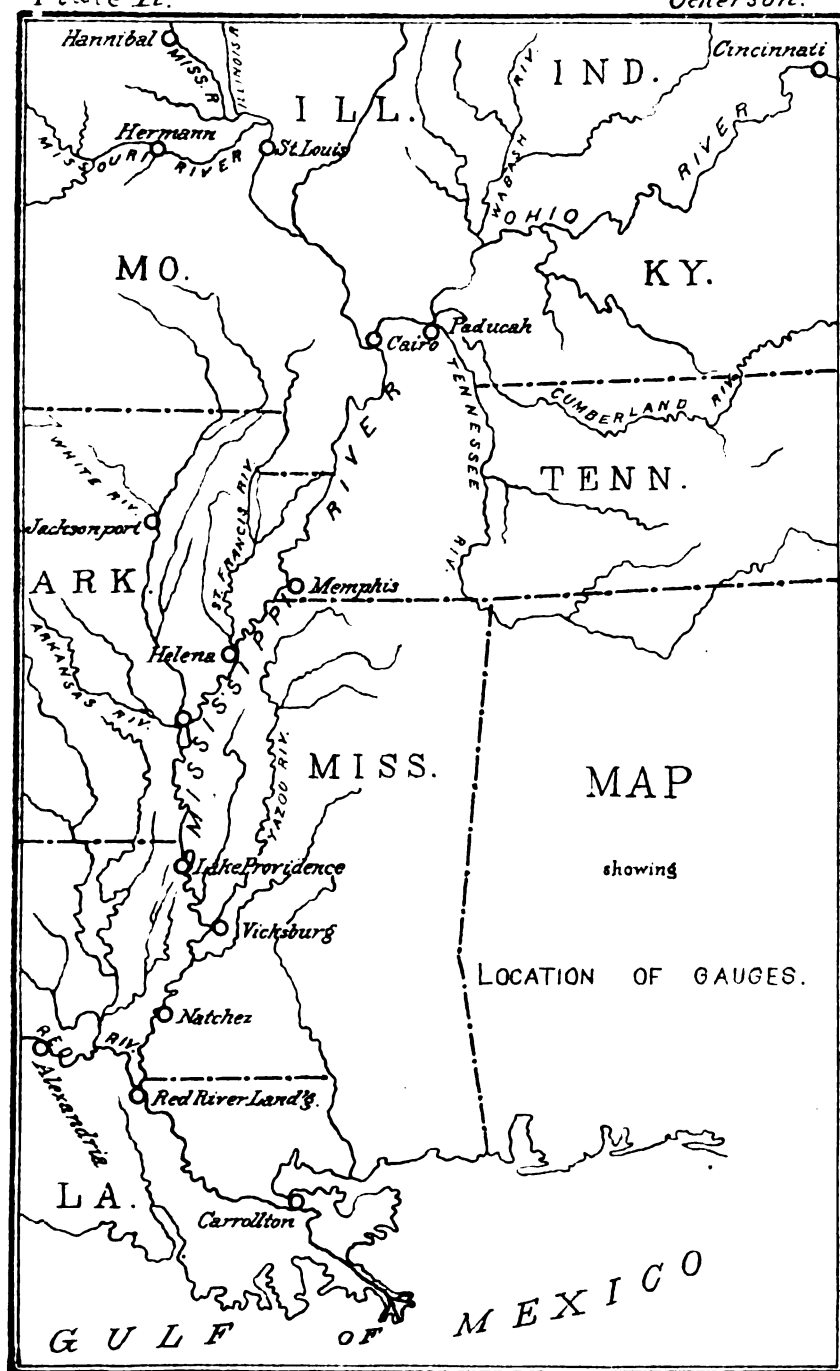 Hannibal
MISS. R
ILLINOIS R
ILL.
IND.
WABASH RIV.
Cincinnati
Hermann
MISSOURI RIVER
St. Louis
OHIO RIVER
MO.
KY.
Cairo
Paducah
TENNESSEE RIV.
CUMBERLAND RIV.
WHITE RIV.
TENN.
Jacksonport
ST. FRANCIS RIV.
ARK.
Memphis
MISSISSIPPI RIVER
Helena
ARKANSAS RIV.
YAZOO RIV.
MISS.
MAP
showing
LOCATION OF GAUGES.
Lake Providence
Vicksburg
Natchez
RED RIV.
Alexandria
Red River Land'g.
LA.
Carrollton
GULF OF MEXICO